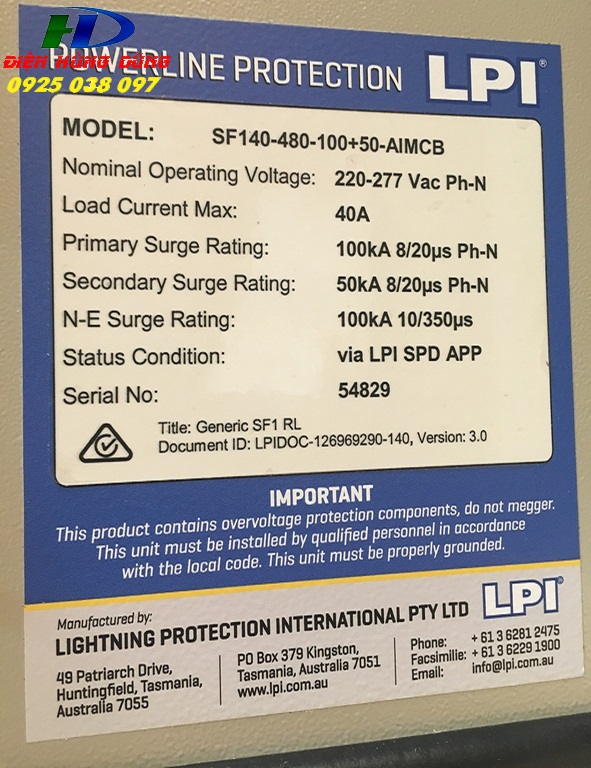 HD
ĐIỆN HÙNG DŨNG
0925 038 097
POWERLINE PROTECTION
LPI®
MODEL: SF140-480-100+50-AIMCB
Nominal Operating Voltage: 220-277 Vac Ph-N
Load Current Max: 40A
Primary Surge Rating: 100kA 8/20µs Ph-N
Secondary Surge Rating: 50kA 8/20µs Ph-N
N-E Surge Rating: 100kA 10/350µs
Status Condition: via LPI SPD APP
Serial No: 54829
Title: Generic SF1 RL
Document ID: LPIDOC-126969290-140, Version: 3.0
IMPORTANT
This product contains overvoltage protection components, do not megger.
This unit must be installed by qualified personnel in accordance
with the local code. This unit must be properly grounded.
Manufactured by:
LIGHTNING PROTECTION INTERNATIONAL PTY LTD
LPI®
49 Patriarch Drive,
Huntingfield, Tasmania,
Australia 7055
PO Box 379 Kingston,
Tasmania, Australia 7051
www.lpi.com.au
Phone: + 61 3 6281 2475
Facsimilie: + 61 3 6229 1900
Email: info@lpi.com.au